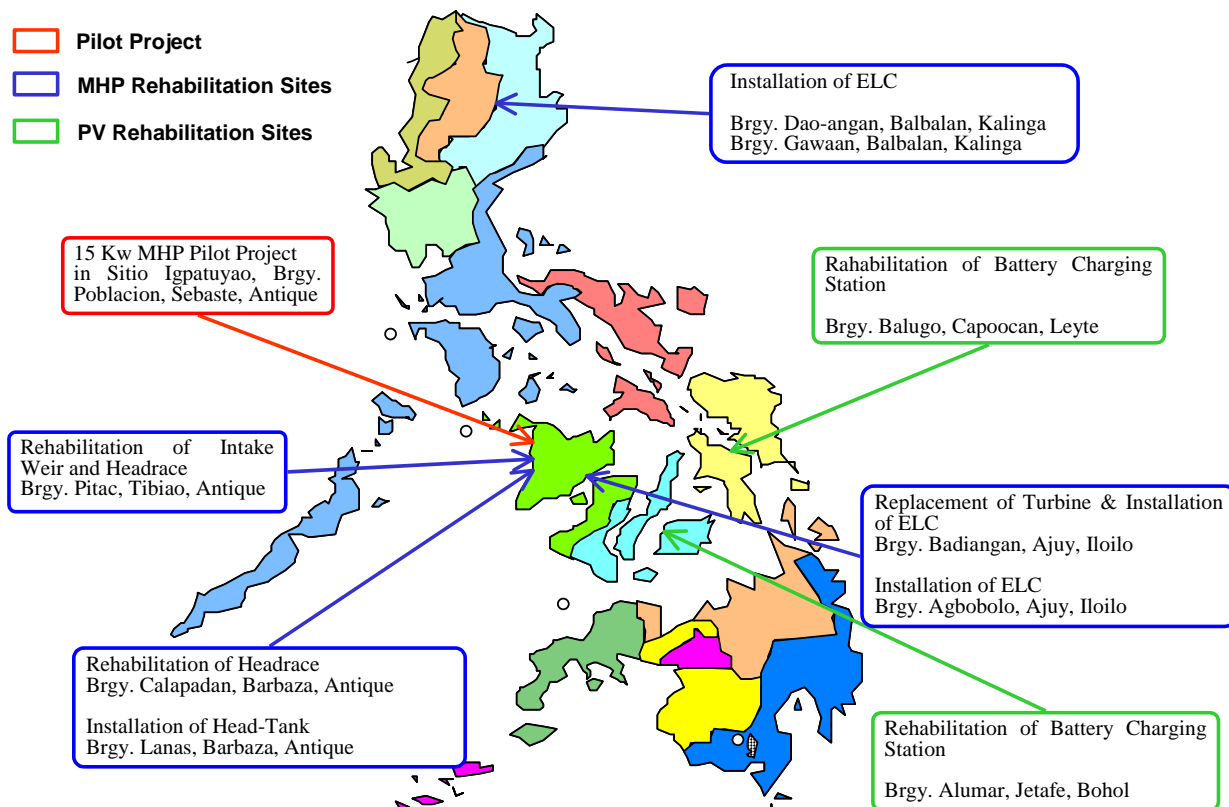 Pilot Project
MHP Rehabilitation Sites
PV Rehabilitation Sites
Installation of ELC
Brgy. Dao-angan, Balbalan, Kalinga
Brgy. Gawaan, Balbalan, Kalinga
15 Kw MHP Pilot Project
in Sitio Igpatuyao, Brgy.
Poblacion, Sebaste, Antique
Rahabilitation of Battery Charging
Station
Brgy. Balugo, Capoocan, Leyte
Rehabilitation of Intake
Weir and Headrace
Brgy. Pitac, Tibiao, Antique
Replacement of Turbine & Installation
of ELC
Brgy. Badiangan, Ajuy, Iloilo
Installation of ELC
Brgy. Agbobolo, Ajuy, Iloilo
Rehabilitation of Headrace
Brgy. Calapadan, Barbaza, Antique
Installation of Head-Tank
Brgy. Lanas, Barbaza, Antique
Rehabilitation of Battery Charging
Station
Brgy. Alumar, Jetafe, Bohol